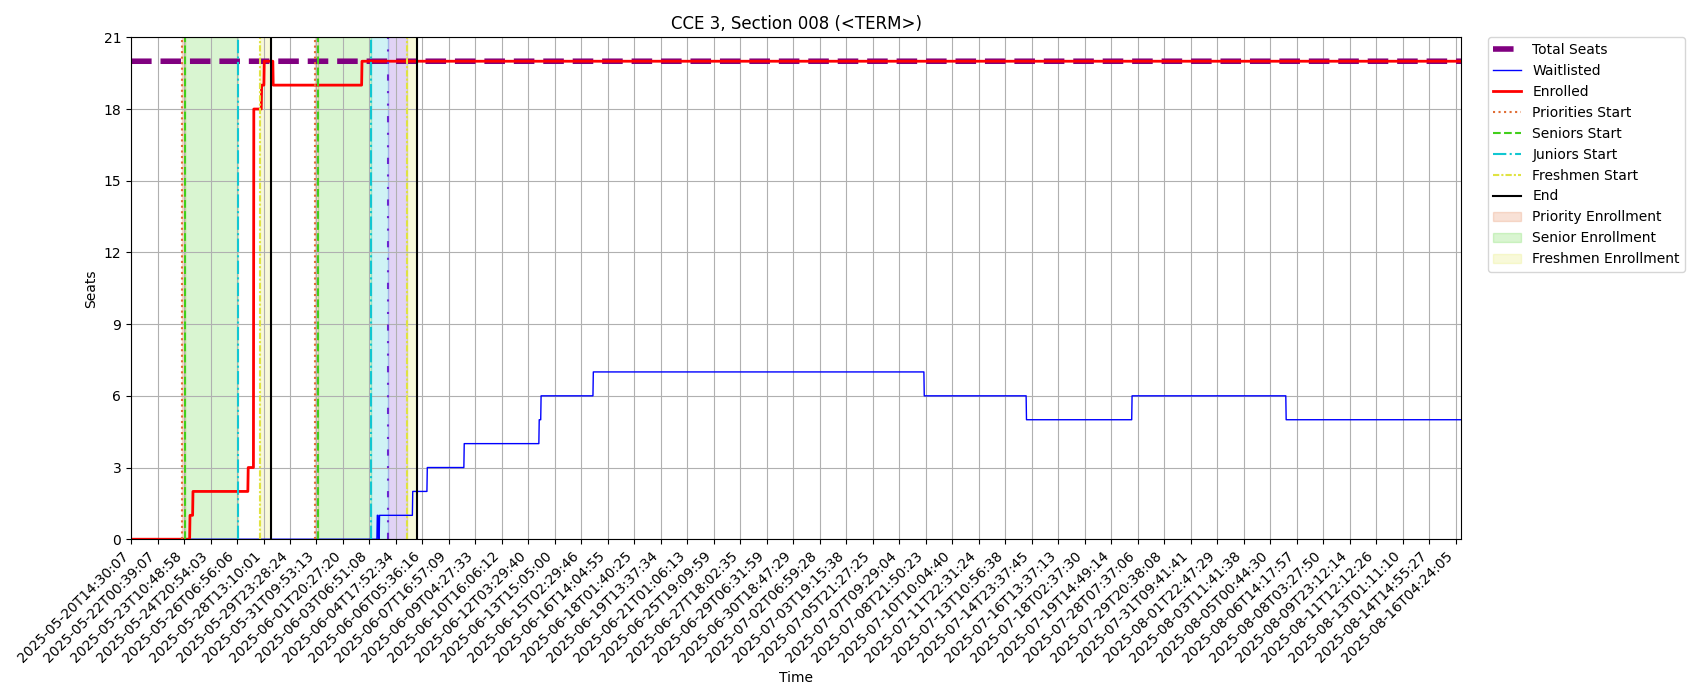 CCE 3, Section 008 (<TERM>)
21
18
15
12
9
6
3
0
Seats
2025-05-20T14:30:07
2025-05-22T00:39:07
2025-05-23T10:48:58
2025-05-24T20:54:03
2025-05-26T06:56:06
2025-05-28T13:10:01
2025-05-29T23:28:24
2025-05-31T09:53:13
2025-06-01T20:27:20
2025-06-03T06:51:08
2025-06-04T17:52:34
2025-06-06T05:36:16
2025-06-07T16:57:09
2025-06-09T04:27:33
2025-06-10T16:06:12
2025-06-12T03:29:40
2025-06-13T15:05:00
2025-06-15T02:29:46
2025-06-16T14:04:55
2025-06-18T01:40:25
2025-06-19T13:37:34
2025-06-21T01:06:13
2025-06-25T19:09:59
2025-06-27T18:02:35
2025-06-29T06:31:59
2025-06-30T18:47:29
2025-07-02T06:59:28
2025-07-03T19:15:38
2025-07-05T21:27:25
2025-07-07T09:29:04
2025-07-08T21:50:23
2025-07-10T10:04:40
2025-07-11T22:31:24
2025-07-13T10:56:38
2025-07-14T23:37:45
2025-07-16T13:37:13
2025-07-18T02:37:30
2025-07-19T14:49:14
2025-07-28T07:37:06
2025-07-29T20:38:08
2025-07-31T09:41:41
2025-08-01T22:47:29
2025-08-03T11:41:38
2025-08-05T00:44:30
2025-08-06T14:17:57
2025-08-08T03:27:50
2025-08-09T23:12:14
2025-08-11T12:12:26
2025-08-13T01:11:10
2025-08-14T14:55:27
2025-08-16T04:24:05
Time
Total Seats
Waitlisted
Enrolled
Priorities Start
Seniors Start
Juniors Start
Freshmen Start
End
Priority Enrollment
Senior Enrollment
Freshmen Enrollment